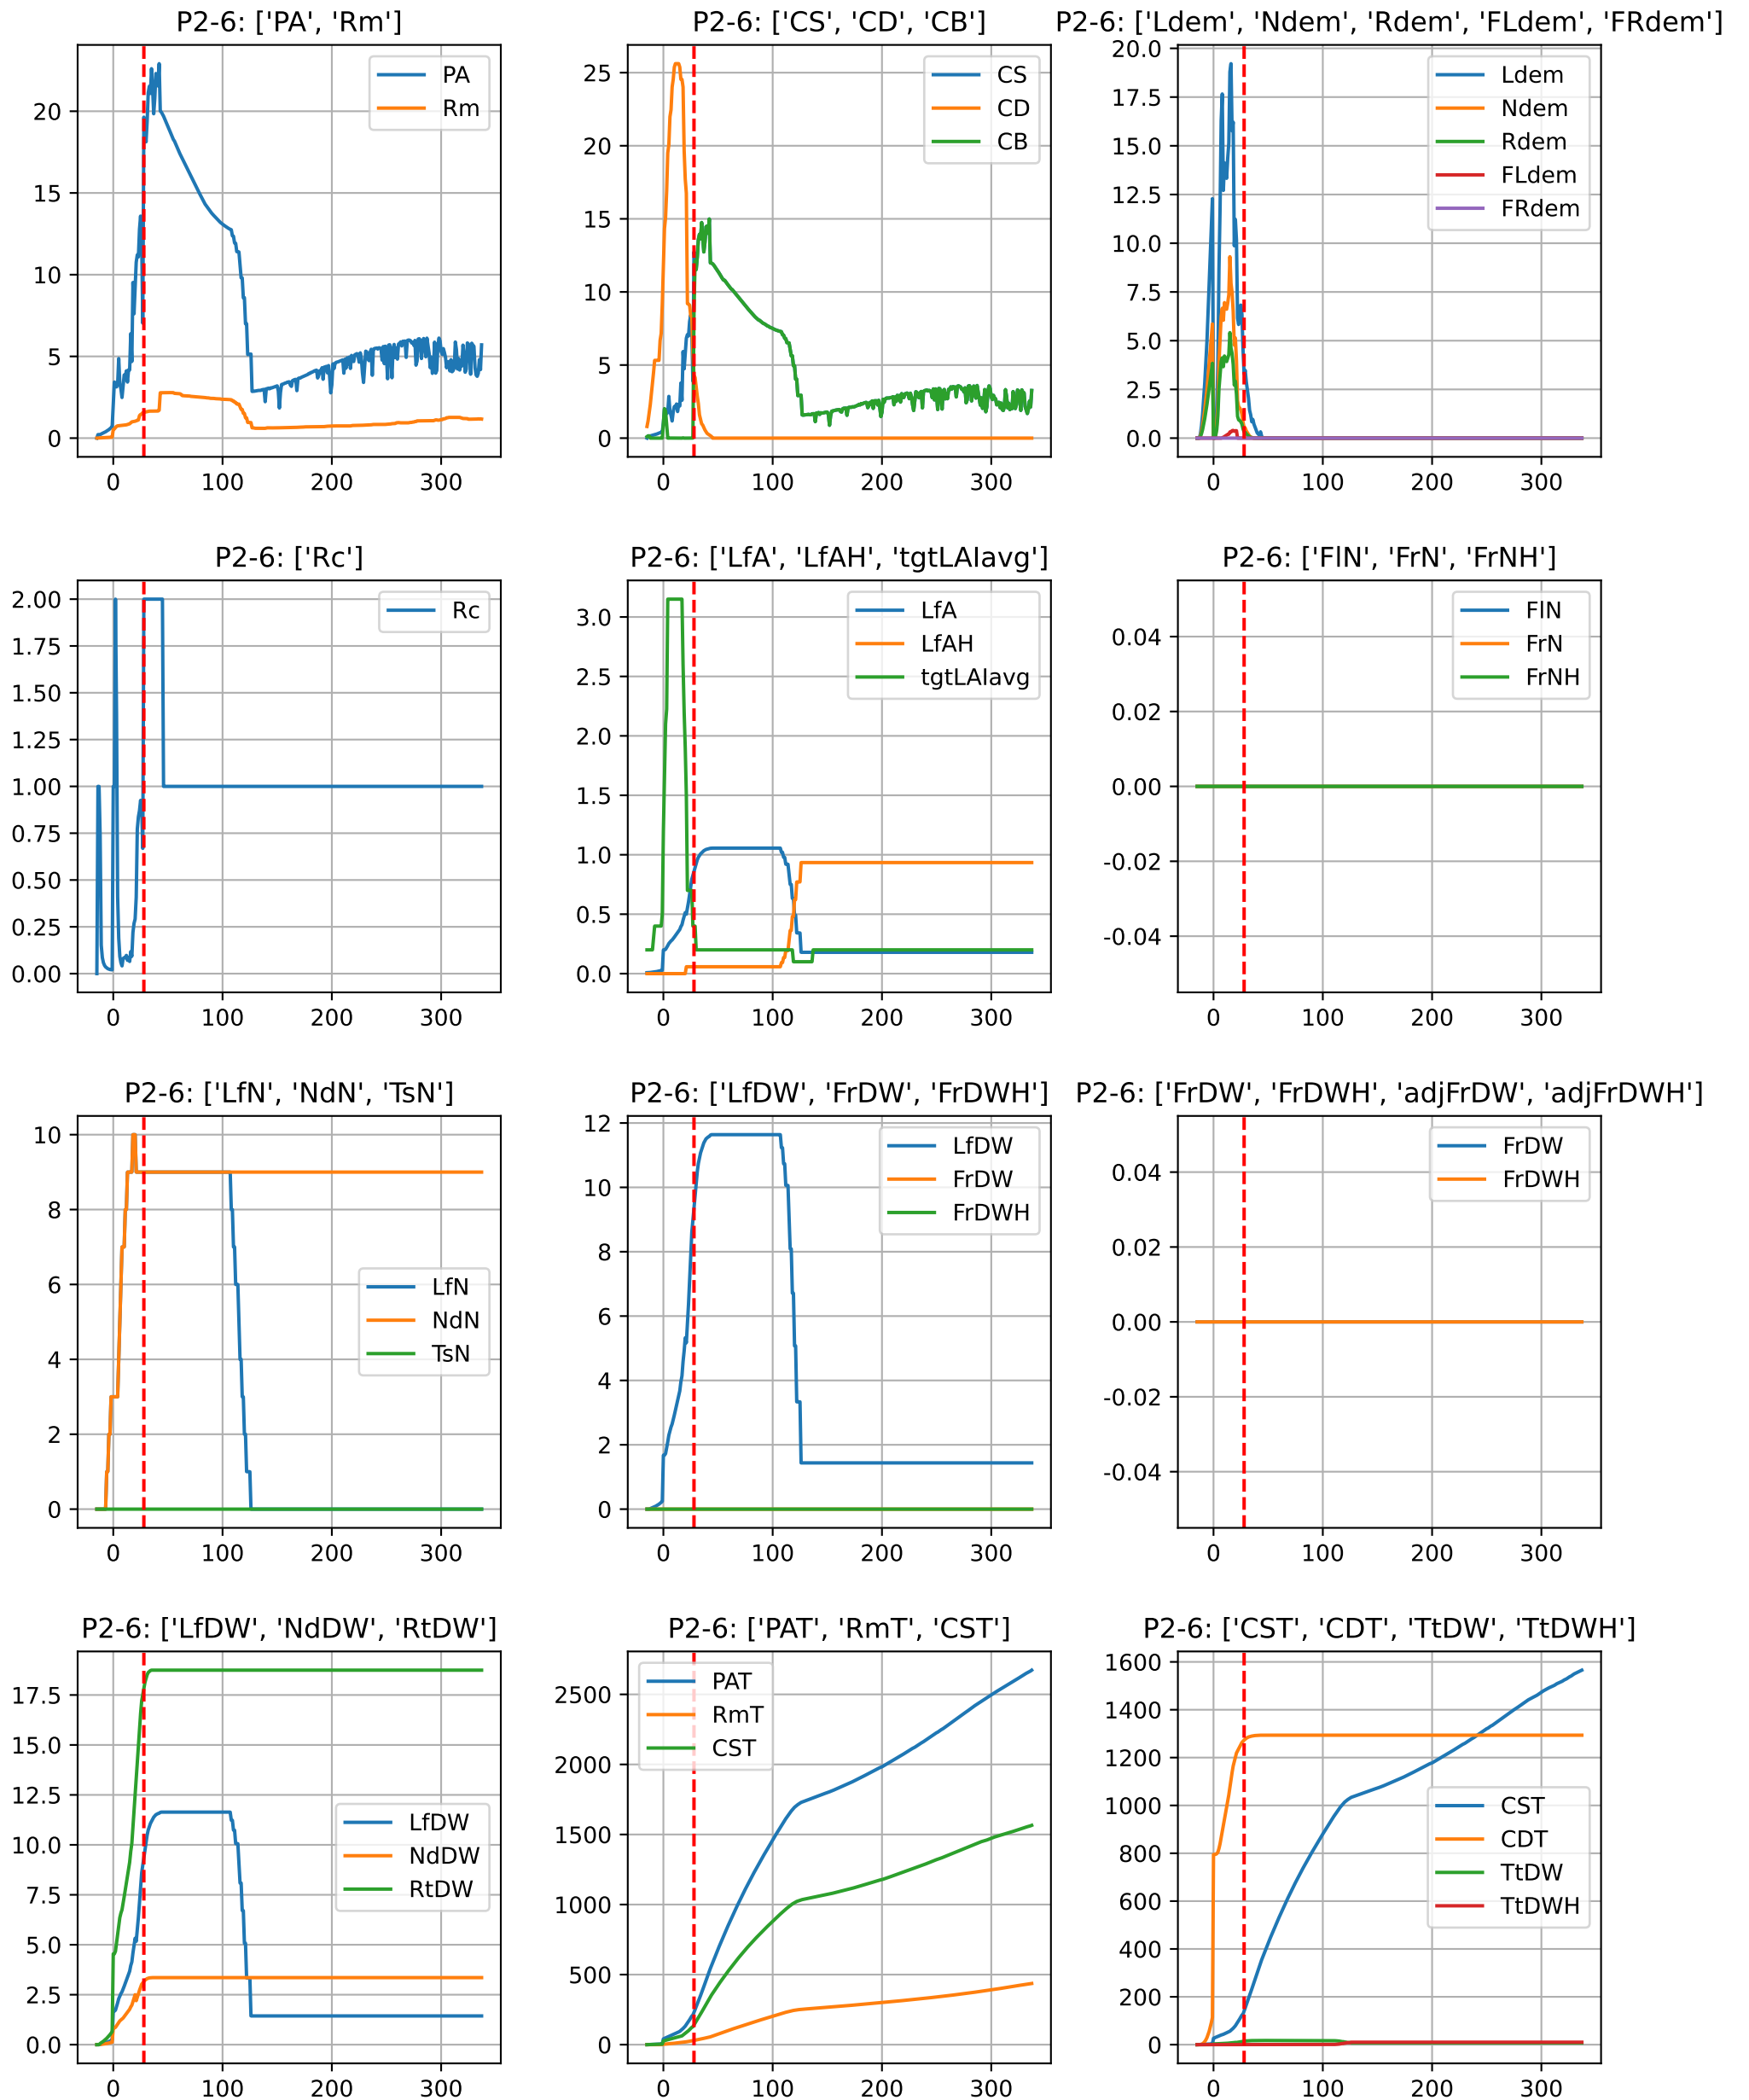 P2-6: ['PA', 'Rm']
PA
Rm
20
15
10
5
0
0 100 200 300
P2-6: ['CS', 'CD', 'CB']
CS
CD
CB
25
20
15
10
5
0
0 100 200 300
P2-6: ['Ldem', 'Ndem', 'Rdem', 'FLdem', 'FRdem']
Ldem
Ndem
Rdem
FLdem
FRdem
20.0
17.5
15.0
12.5
10.0
7.5
5.0
2.5
0.0
0 100 200 300
P2-6: ['Rc']
Rc
2.00
1.75
1.50
1.25
1.00
0.75
0.50
0.25
0.00
0 100 200 300
P2-6: ['LfA', 'LfAH', 'tgtLAIavg']
LfA
LfAH
tgtLAIavg
3.0
2.5
2.0
1.5
1.0
0.5
0.0
0 100 200 300
P2-6: ['FlN', 'FrN', 'FrNH']
FlN
FrN
FrNH
0.04
0.02
0.00
-0.02
-0.04
0 100 200 300
P2-6: ['LfN', 'NdN', 'TsN']
LfN
NdN
TsN
10
8
6
4
2
0
0 100 200 300
P2-6: ['LfDW', 'FrDW', 'FrDWH']
LfDW
FrDW
FrDWH
12
10
8
6
4
2
0
0 100 200 300
P2-6: ['FrDW', 'FrDWH', 'adjFrDW', 'adjFrDWH']
FrDW
FrDWH
0.04
0.02
0.00
-0.02
-0.04
0 100 200 300
P2-6: ['LfDW', 'NdDW', 'RtDW']
LfDW
NdDW
RtDW
17.5
15.0
12.5
10.0
7.5
5.0
2.5
0.0
0 100 200 300
P2-6: ['PAT', 'RmT', 'CST']
PAT
RmT
CST
2500
2000
1500
1000
500
0
0 100 200 300
P2-6: ['CST', 'CDT', 'TtDW', 'TtDWH']
CST
CDT
TtDW
TtDWH
1600
1400
1200
1000
800
600
400
200
0
0 100 200 300